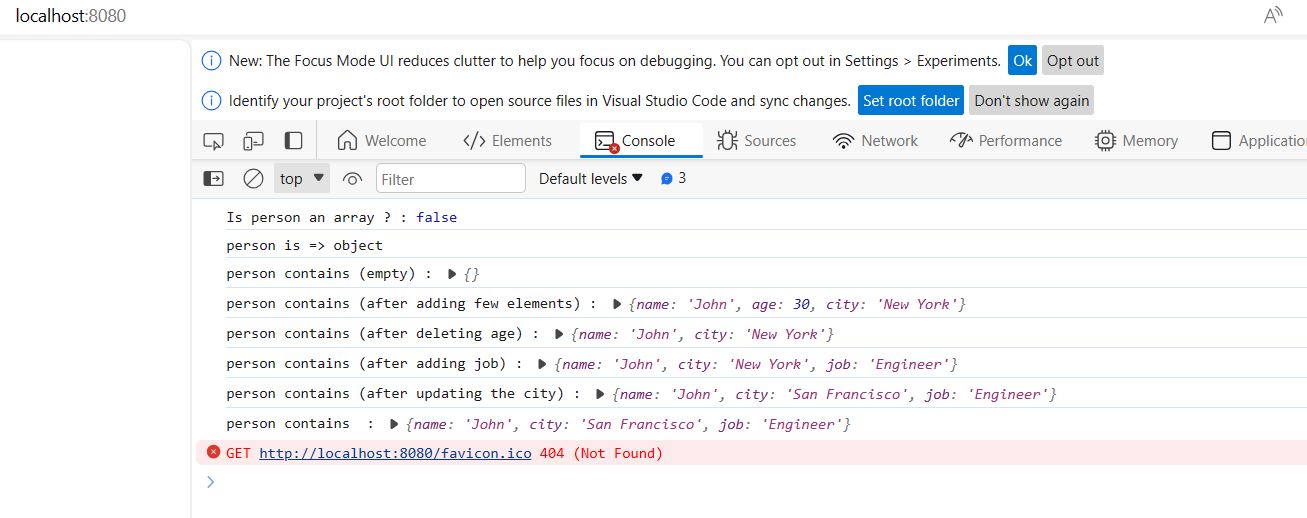 localhost:8080
New: The Focus Mode UI reduces clutter to help you focus on debugging. You can opt out in Settings > Experiments. Ok Opt out
Identify your project's root folder to open source files in Visual Studio Code and sync changes. Set root folder Don't show again
Welcome </> Elements Console Sources Network Performance Memory Applicatio
top Filter Default levels 3
Is person an array ? : false
person is => object
person contains (empty) : {}
person contains (after adding few elements) : {name: 'John', age: 30, city: 'New York'}
person contains (after deleting age) : {name: 'John', city: 'New York'}
person contains (after adding job) : {name: 'John', city: 'New York', job: 'Engineer'}
person contains (after updating the city) : {name: 'John', city: 'San Francisco', job: 'Engineer'}
person contains  : {name: 'John', city: 'San Francisco', job: 'Engineer'}
GET http://localhost:8080/favicon.ico 404 (Not Found)